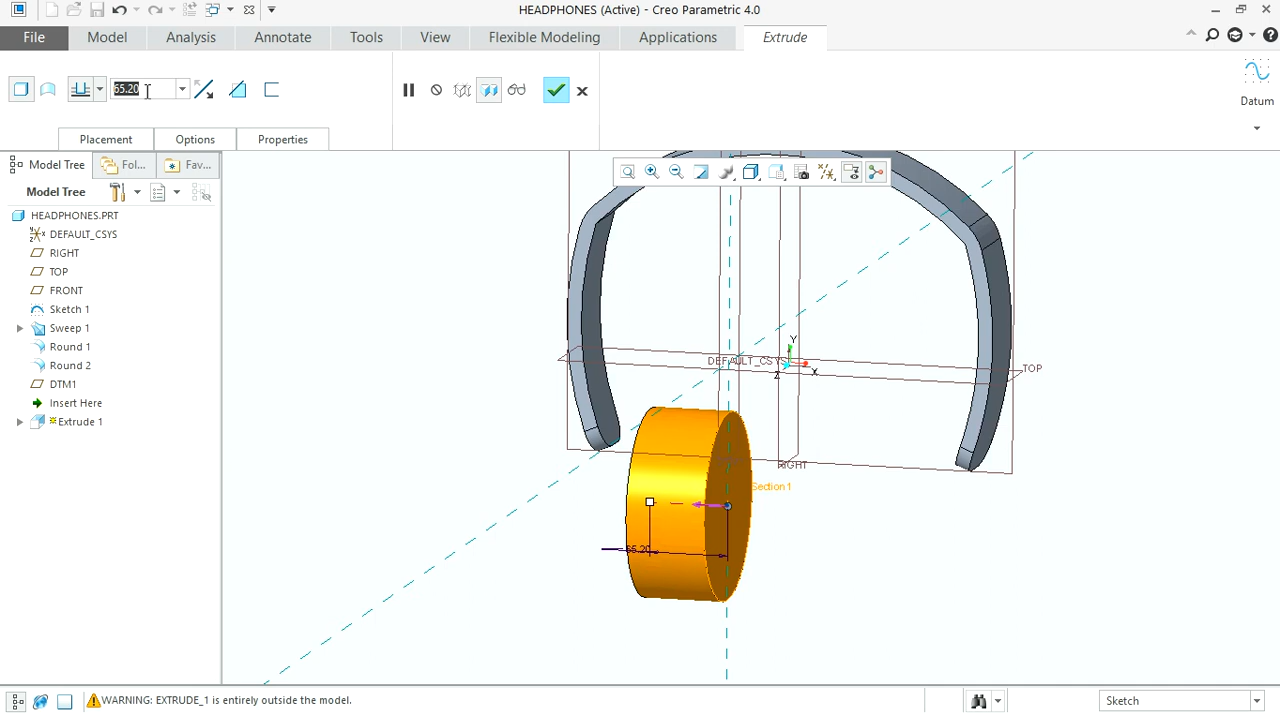 HEADPHONES (Active) - Creo Parametric 4.0
File Model Analysis Annotate Tools View Flexible Modeling Applications Extrude
65.20
Datum
Placement Options Properties
Model Tree Fol... Fav...
Model Tree
HEADPHONES.PRT
DEFAULT_CSYS
RIGHT
TOP
FRONT
Sketch 1
Sweep 1
Round 1
Round 2
DTM1
Insert Here
Extrude 1
Y
DEFAULT_CSYS
X
Z
TOP
RIGHT
Section1
65.20
WARNING: EXTRUDE_1 is entirely outside the model.
Sketch